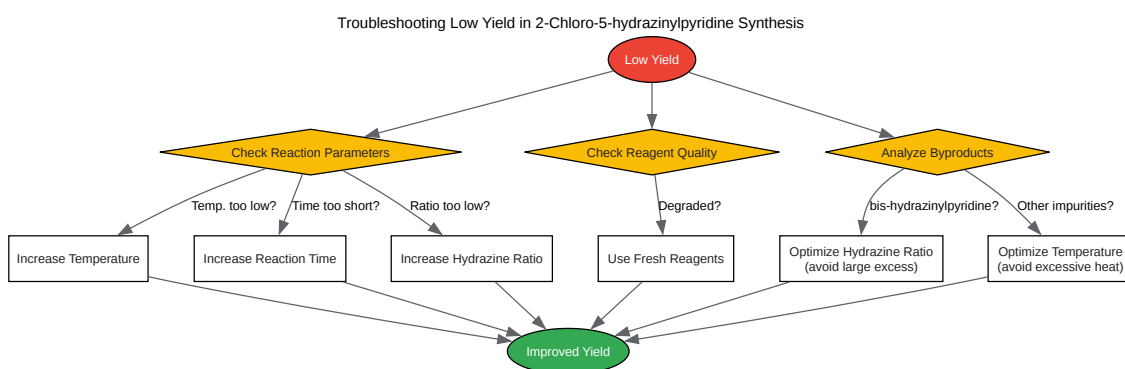 Troubleshooting Low Yield in 2-Chloro-5-hydrazinylpyridine Synthesis
Low Yield
Check Reaction Parameters
Check Reagent Quality
Analyze Byproducts
Temp. too low?
Time too short?
Ratio too low?
Degraded?
bis-hydrazinylpyridine?
Other impurities?
Increase Temperature
Increase Reaction Time
Increase Hydrazine Ratio
Use Fresh Reagents
Optimize Hydrazine Ratio
(avoid large excess)
Optimize Temperature
(avoid excessive heat)
Improved Yield